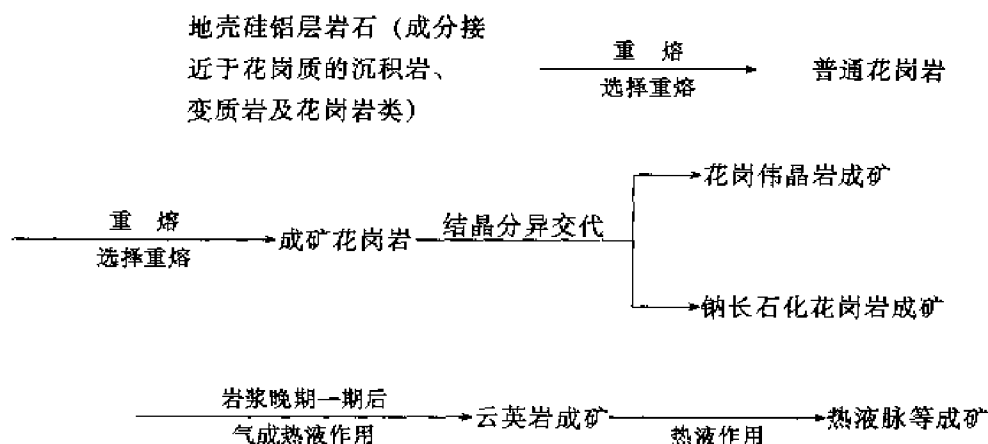 地壳硅铝层岩石（成分接
近于花岗质的沉积岩、
变质岩及花岗岩类）
重 熔
选择重熔
普通花岗岩
花岗伟晶岩成矿
重 熔
选择重熔
成矿花岗岩
结晶分异交代
钠长石化花岗岩成矿
岩浆晚期—期后
气成热液作用
云英岩成矿
热液作用
热液脉等成矿